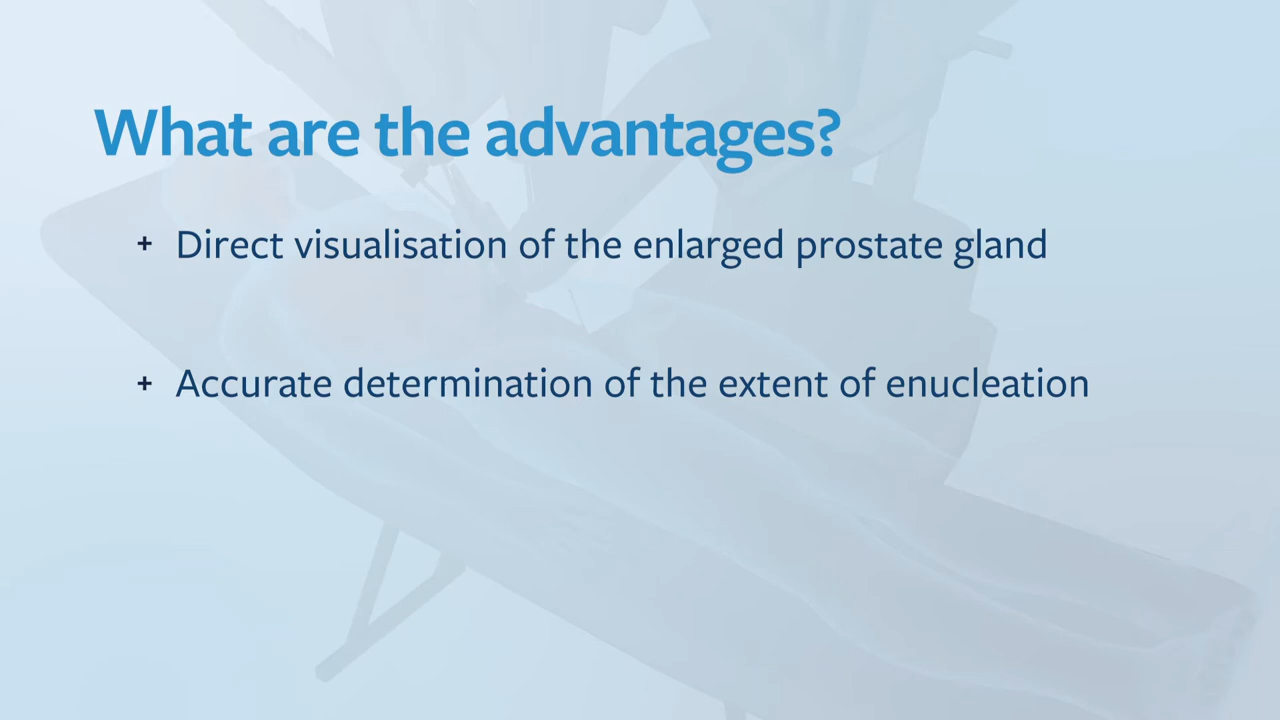 What are the advantages?
+ Direct visualisation of the enlarged prostate gland
+ Accurate determination of the extent of enucleation